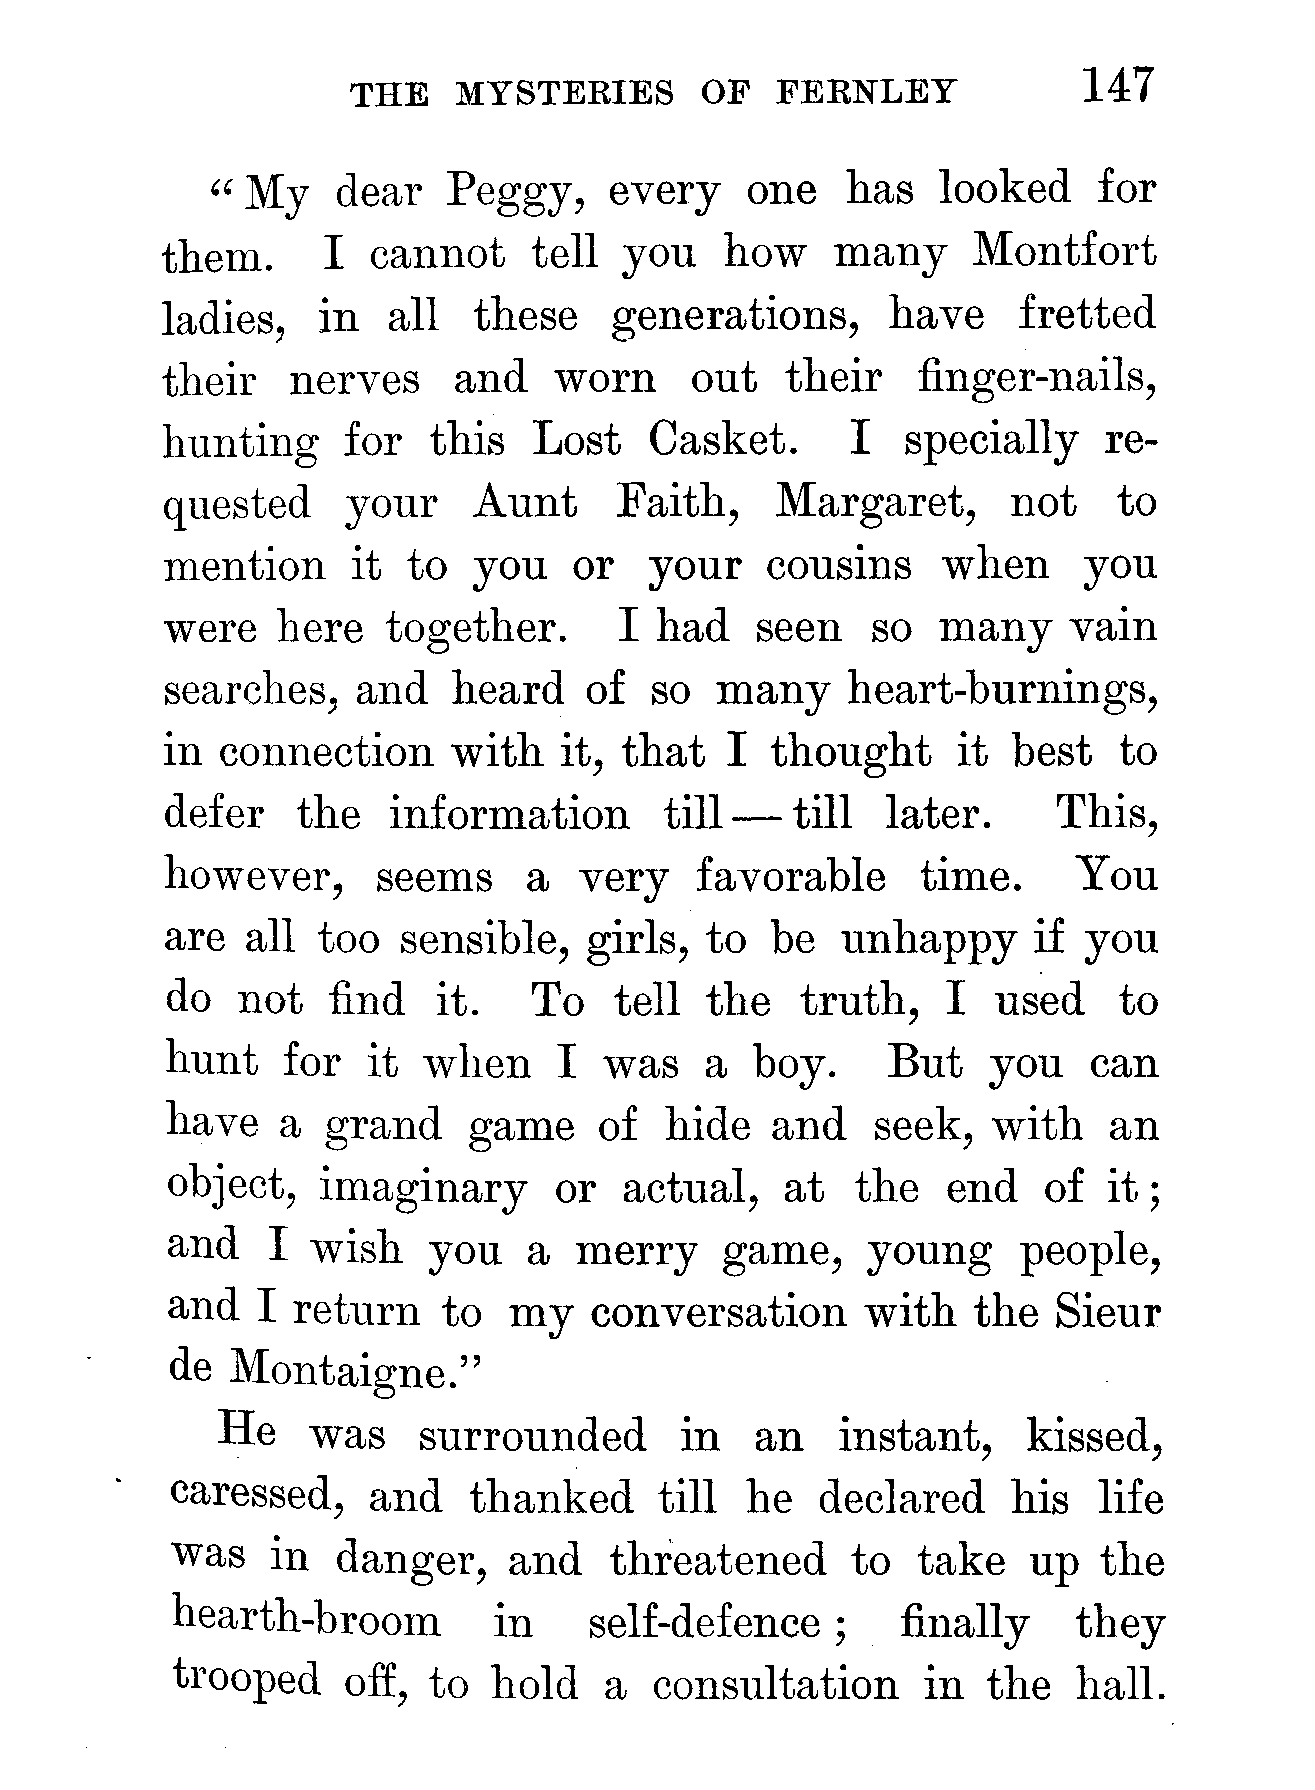 THE MYSTERIES OF FERNLEY 147
“My dear Peggy, every one has looked for
them. I cannot tell you how many Montfort
ladies, in all these generations, have fretted
their nerves and worn out their finger-nails,
hunting for this Lost Casket. I specially re-
quested your Aunt Faith, Margaret, not to
mention it to you or your cousins when you
were here together. I had seen so many vain
searches, and heard of so many heart-burnings,
in connection with it, that I thought it best to
defer the information till — till later. This,
however, seems a very favorable time. You
are all too sensible, girls, to be unhappy if you
do not find it. To tell the truth, I used to
hunt for it when I was a boy. But you can
have a grand game of hide and seek, with an
object, imaginary or actual, at the end of it;
and I wish you a merry game, young people,
and I return to my conversation with the Sieur
de Montaigne.”
He was surrounded in an instant, kissed,
caressed, and thanked till he declared his life
was in danger, and threatened to take up the
hearth-broom in self-defence; finally they
trooped off, to hold a consultation in the hall.